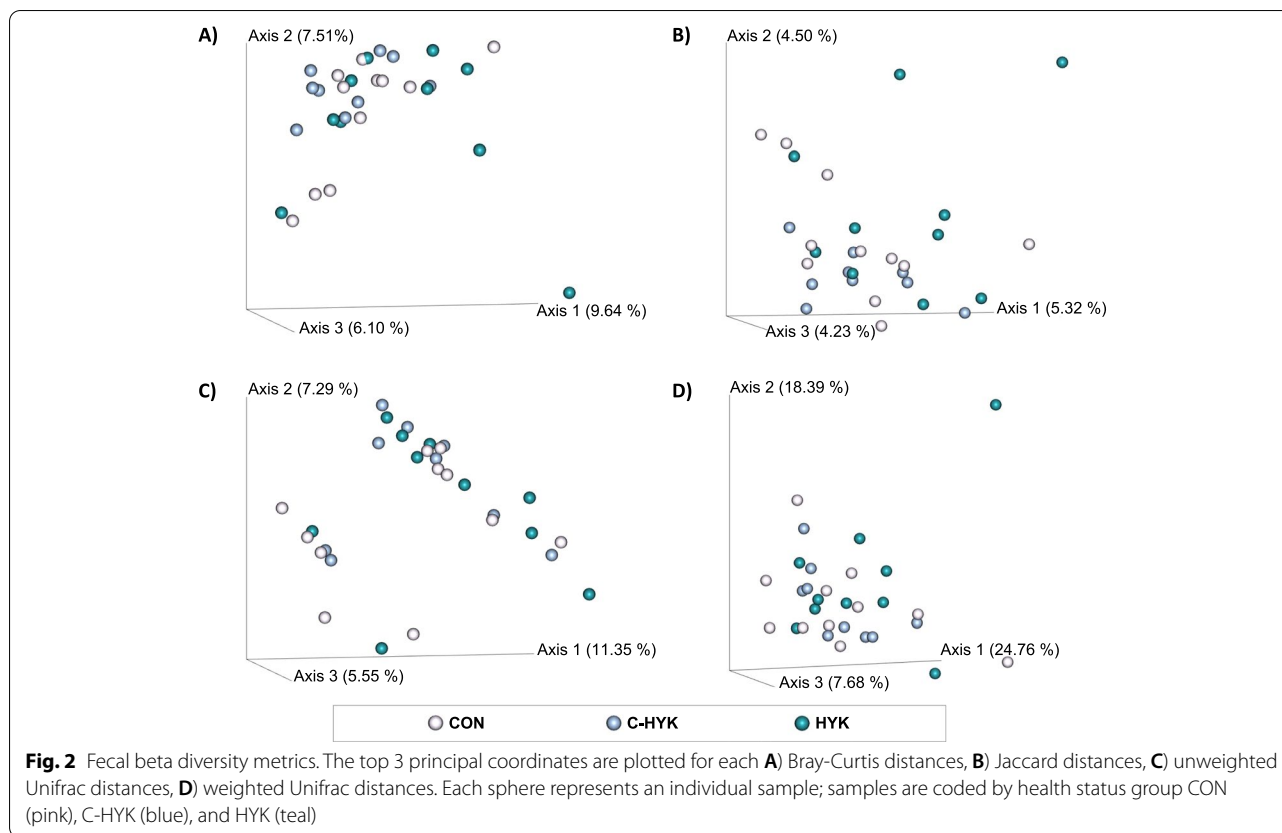 A)
Axis 2 (7.51%)
Axis 1 (9.64 %)
Axis 3 (6.10 %)
B)
Axis 2 (4.50 %)
Axis 1 (5.32 %)
Axis 3 (4.23 %)
C)
Axis 2 (7.29 %)
Axis 1 (11.35 %)
Axis 3 (5.55 %)
D)
Axis 2 (18.39 %)
Axis 1 (24.76 %)
Axis 3 (7.68 %)
CON C-HYK HYK
Fig. 2 Fecal beta diversity metrics. The top 3 principal coordinates are plotted for each A) Bray-Curtis distances, B) Jaccard distances, C) unweighted
Unifrac distances, D) weighted Unifrac distances. Each sphere represents an individual sample; samples are coded by health status group CON
(pink), C-HYK (blue), and HYK (teal)